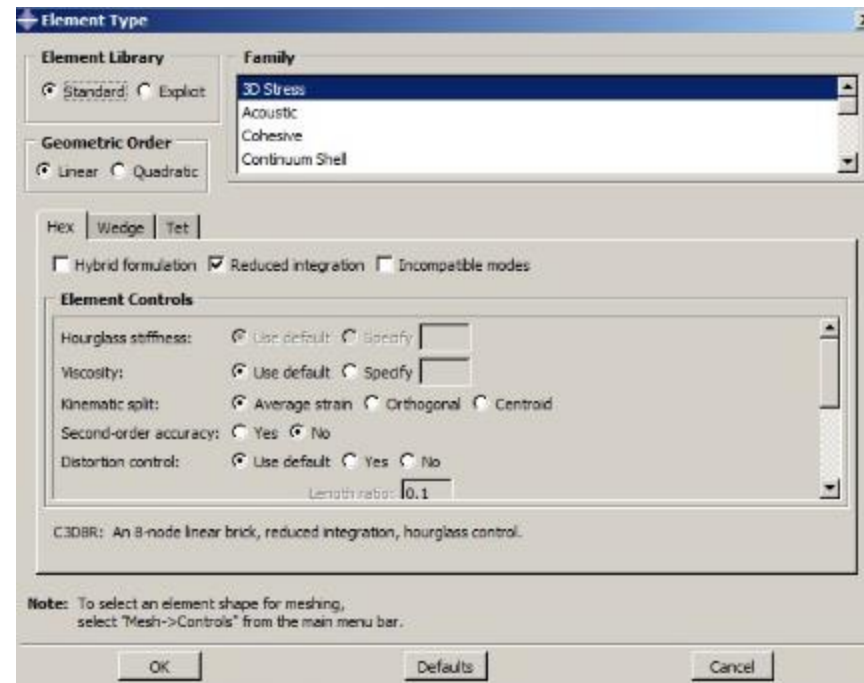 Element Type
Element Library
Standard Explicit
Family
3D Stress
Acoustic
Cohesive
Continuum Shell
Geometric Order
Linear Quadratic
Hex Wedge Tet
Hybrid formulation Reduced integration Incompatible modes
Element Controls
Hourglass stiffness: Use default Specify
Viscosity: Use default Specify
Kinematic split: Average strain Orthogonal Centroid
Second-order accuracy: Yes No
Distortion control: Use default Yes No
Length ratio: 0.1
C3D8R: An 8-node linear brick, reduced integration, hourglass control.
Note: To select an element shape for meshing,
select "Mesh->Controls" from the main menu bar.
OK Defaults Cancel